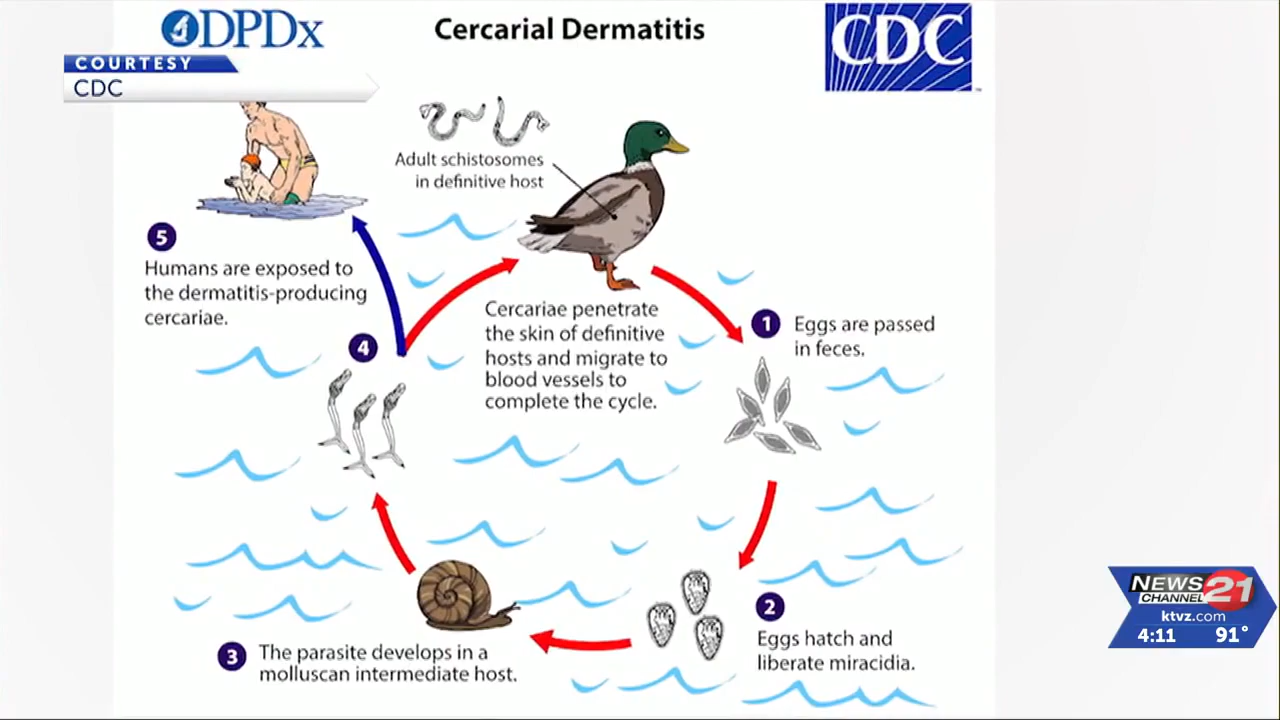 DPDx
Cercarial Dermatitis
CDC
COURTESY
CDC
Adult schistosomes
in definitive host
5
Humans are exposed to
the dermatitis-producing
cercariae.
4
Cercariae penetrate
the skin of definitive
hosts and migrate to
blood vessels to
complete the cycle.
1 Eggs are passed
in feces.
2
Eggs hatch and
liberate miracidia.
3 The parasite develops in a
molluscan intermediate host.
NEWS
CHANNEL 21
ktvz.com
4:11 91°